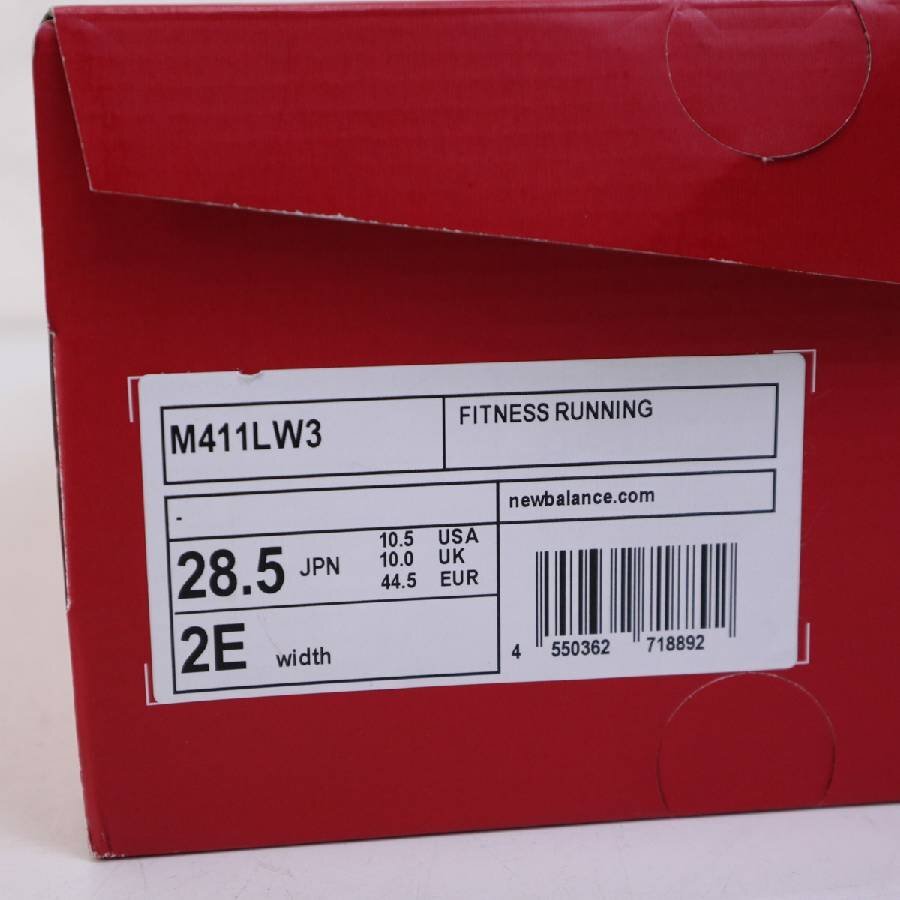 M411LW3
FITNESS RUNNING
-
newbalance.com
28.5 JPN
10.5 USA
10.0 UK
44.5 EUR
2E width
4 550362 718892